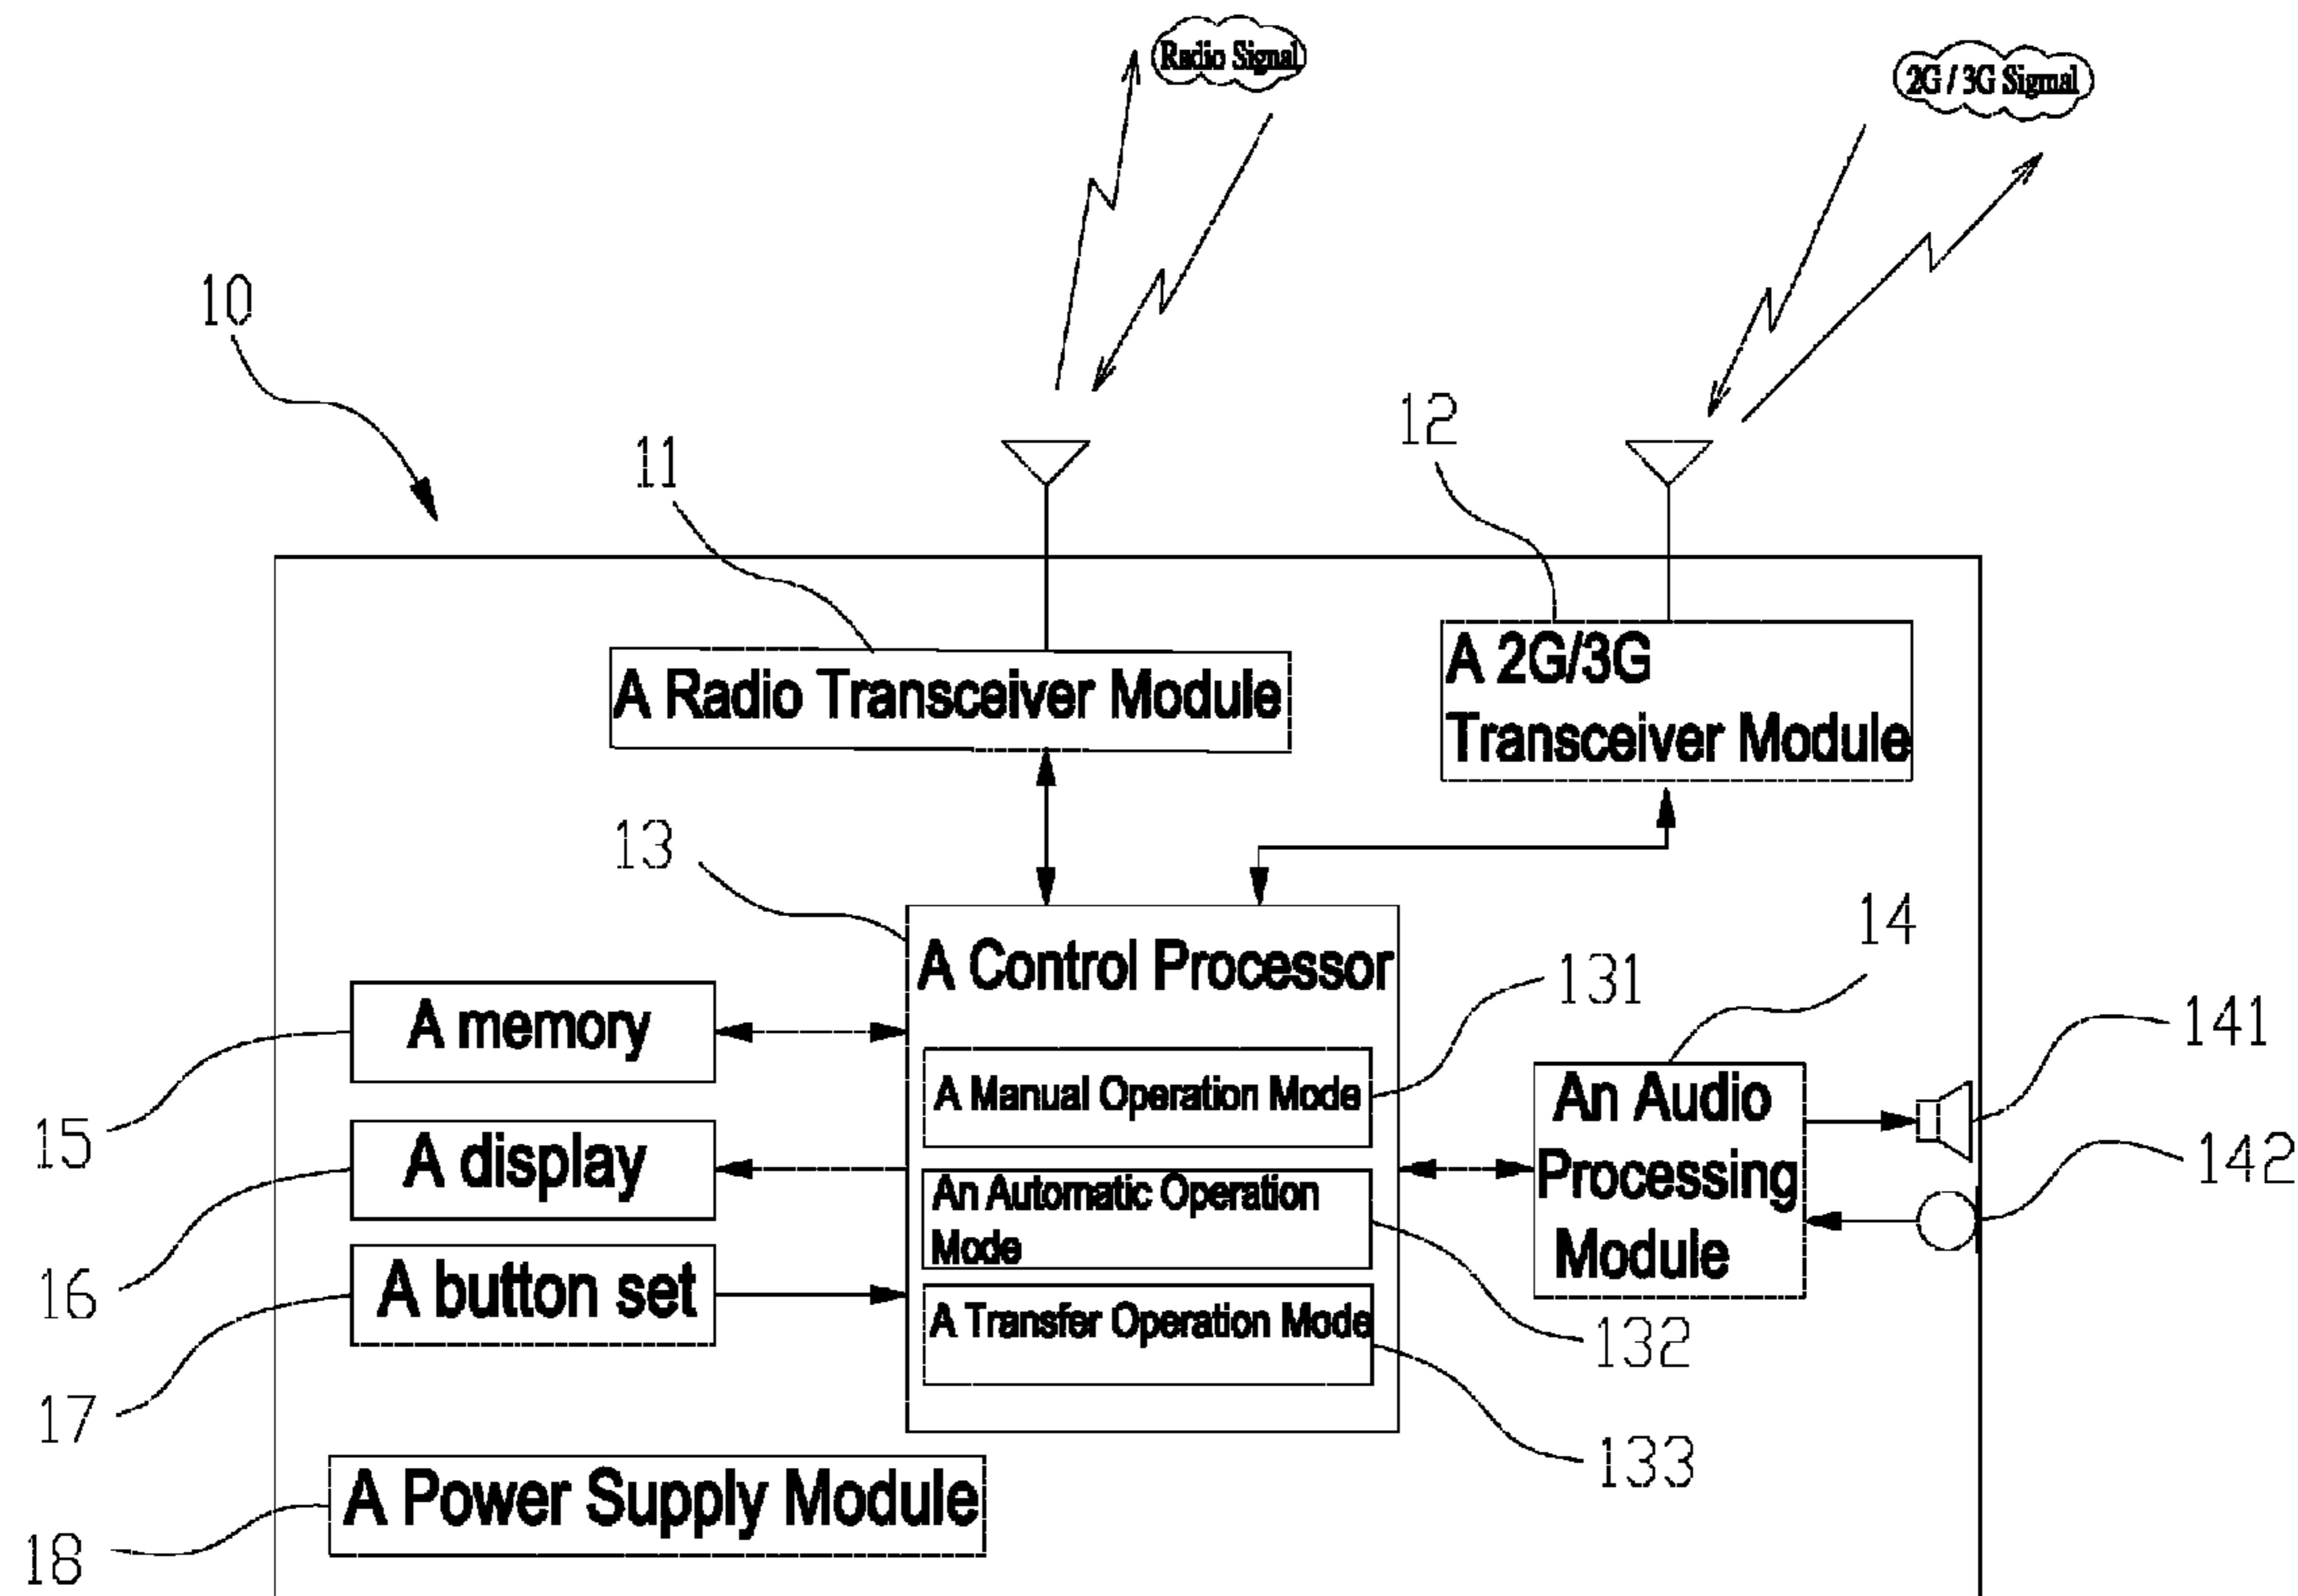 Radio Signal
2G / 3G Signal
10
11
12
A Radio Transceiver Module
A 2G/3G
Transceiver Module
13
14
A Control Processor
131
141
A memory
A Manual Operation Mode
An Audio
Processing
Module
15
A display
142
An Automatic Operation
Mode
16
A button set
A Transfer Operation Mode
132
17
133
A Power Supply Module
18